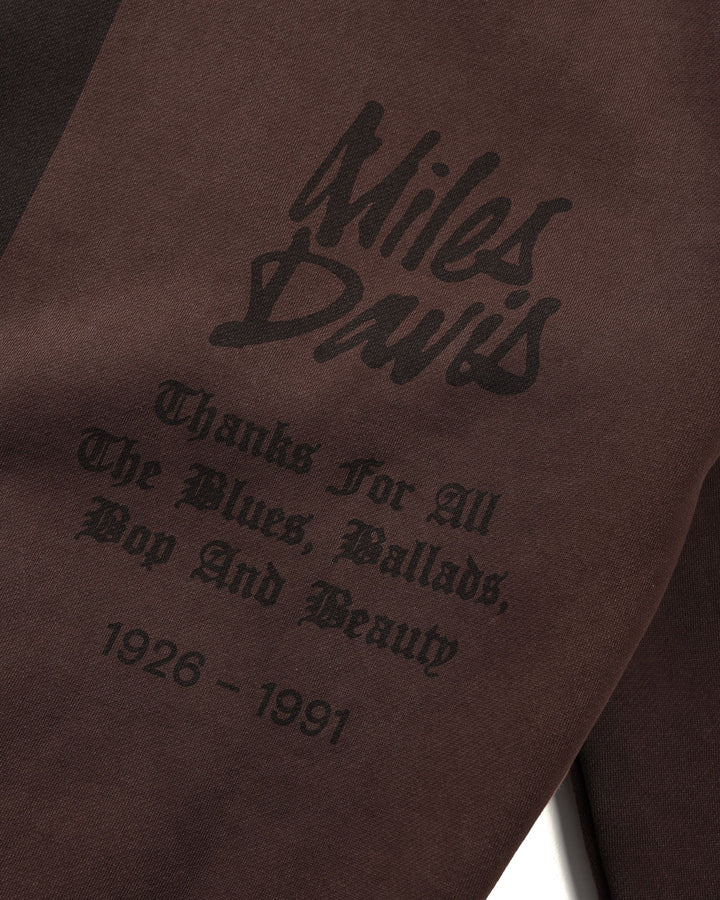 Miles
Davis
Thanks For All
The Blues, Ballads,
Bop And Beauty
1926 – 1991